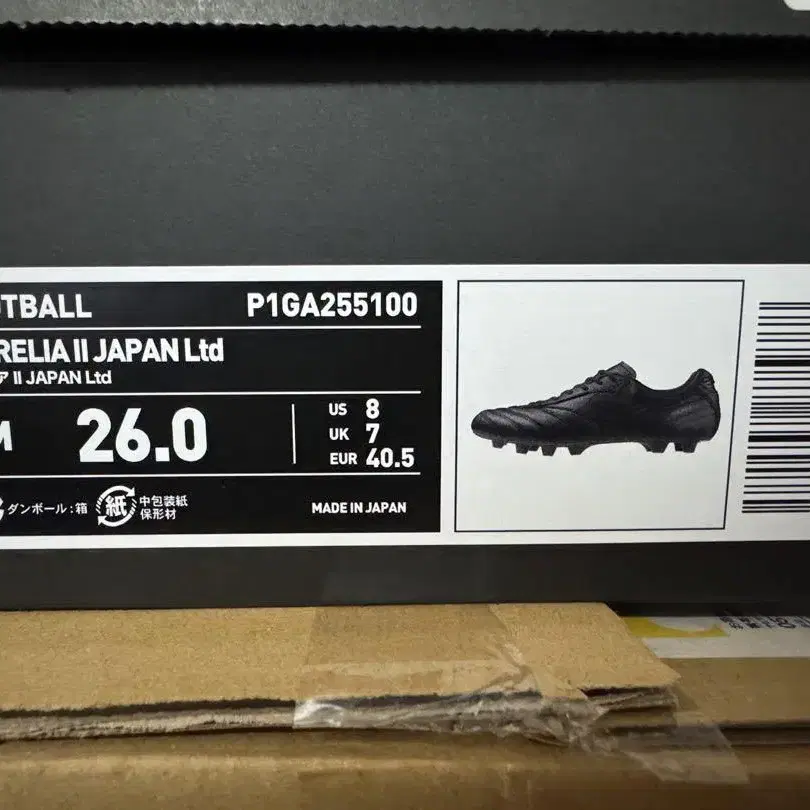 OTBALL P1GA255100
RELIA II JAPAN Ltd
ア II JAPAN Ltd
26.0
US 8
UK 7
EUR 40.5
ダンボール:箱 紙 中包装紙
保形材
MADE IN JAPAN